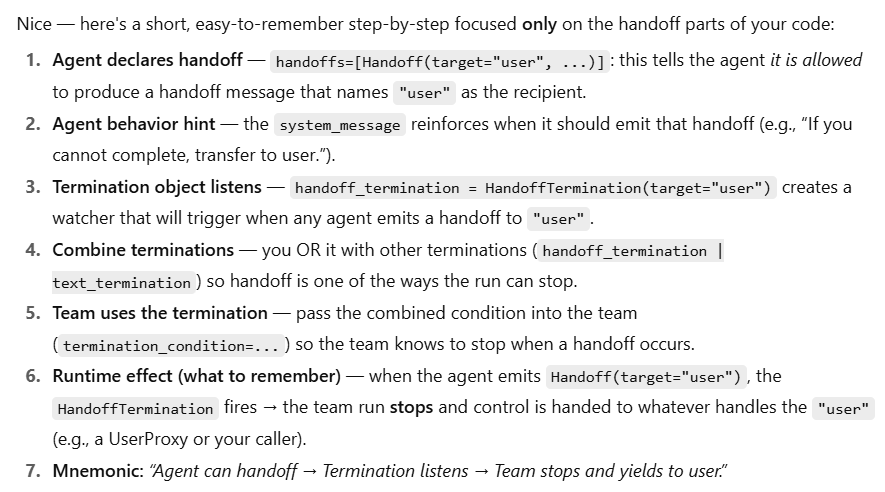 Nice — here's a short, easy-to-remember step-by-step focused only on the handoff parts of your code:
1. Agent declares handoff — handoffs=[Handoff(target="user", ...)] : this tells the agent it is allowed
to produce a handoff message that names "user" as the recipient.
2. Agent behavior hint — the system_message reinforces when it should emit that handoff (e.g., “If you
cannot complete, transfer to user.”).
3. Termination object listens — handoff_termination = HandoffTermination(target="user") creates a
watcher that will trigger when any agent emits a handoff to "user" .
4. Combine terminations — you OR it with other terminations ( handoff_termination |
text_termination ) so handoff is one of the ways the run can stop.
5. Team uses the termination — pass the combined condition into the team
( termination_condition=... ) so the team knows to stop when a handoff occurs.
6. Runtime effect (what to remember) — when the agent emits Handoff(target="user") , the
HandoffTermination fires → the team run stops and control is handed to whatever handles the "user"
(e.g., a UserProxy or your caller).
7. Mnemonic: “Agent can handoff → Termination listens → Team stops and yields to user.”